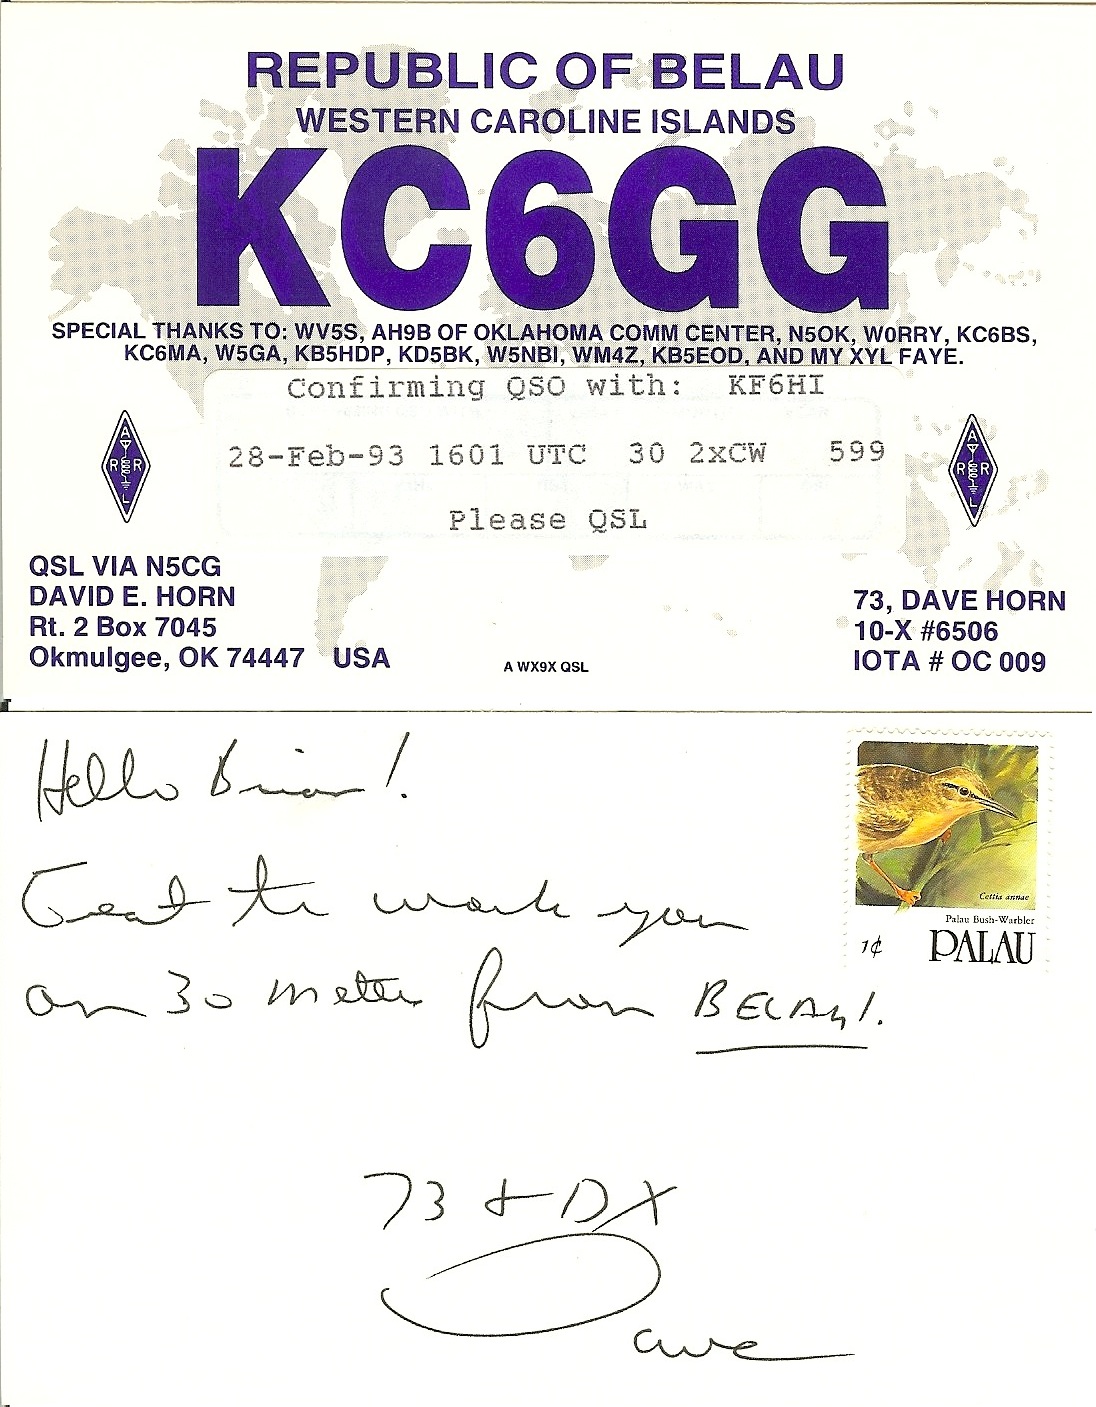 REPUBLIC OF BELAU
WESTERN CAROLINE ISLANDS
KC6GG
SPECIAL THANKS TO: WV5S, AH9B OF OKLAHOMA COMM CENTER, N5OK, W0RRY, KC6BS,
KC6MA, W5GA, KB5HDP, KD5BK, W5NBI, WM4Z, KB5EOD, AND MY XYL FAYE.
Confirming QSO with: KF6HI
28-Feb-93 1601 UTC 30 2xCW 599
Please QSL
A
R R
L
A
R R
L
QSL VIA N5CG
DAVID E. HORN
Rt. 2 Box 7045
Okmulgee, OK 74447 USA
A WX9X QSL
73, DAVE HORN
10-X #6506
IOTA # OC 009
Hello Brian!
Great to work you
on 30 meters from BELAU!
73 + DX
Dave
Cettia annae
Palau Bush-Warbler
1¢ PALAU